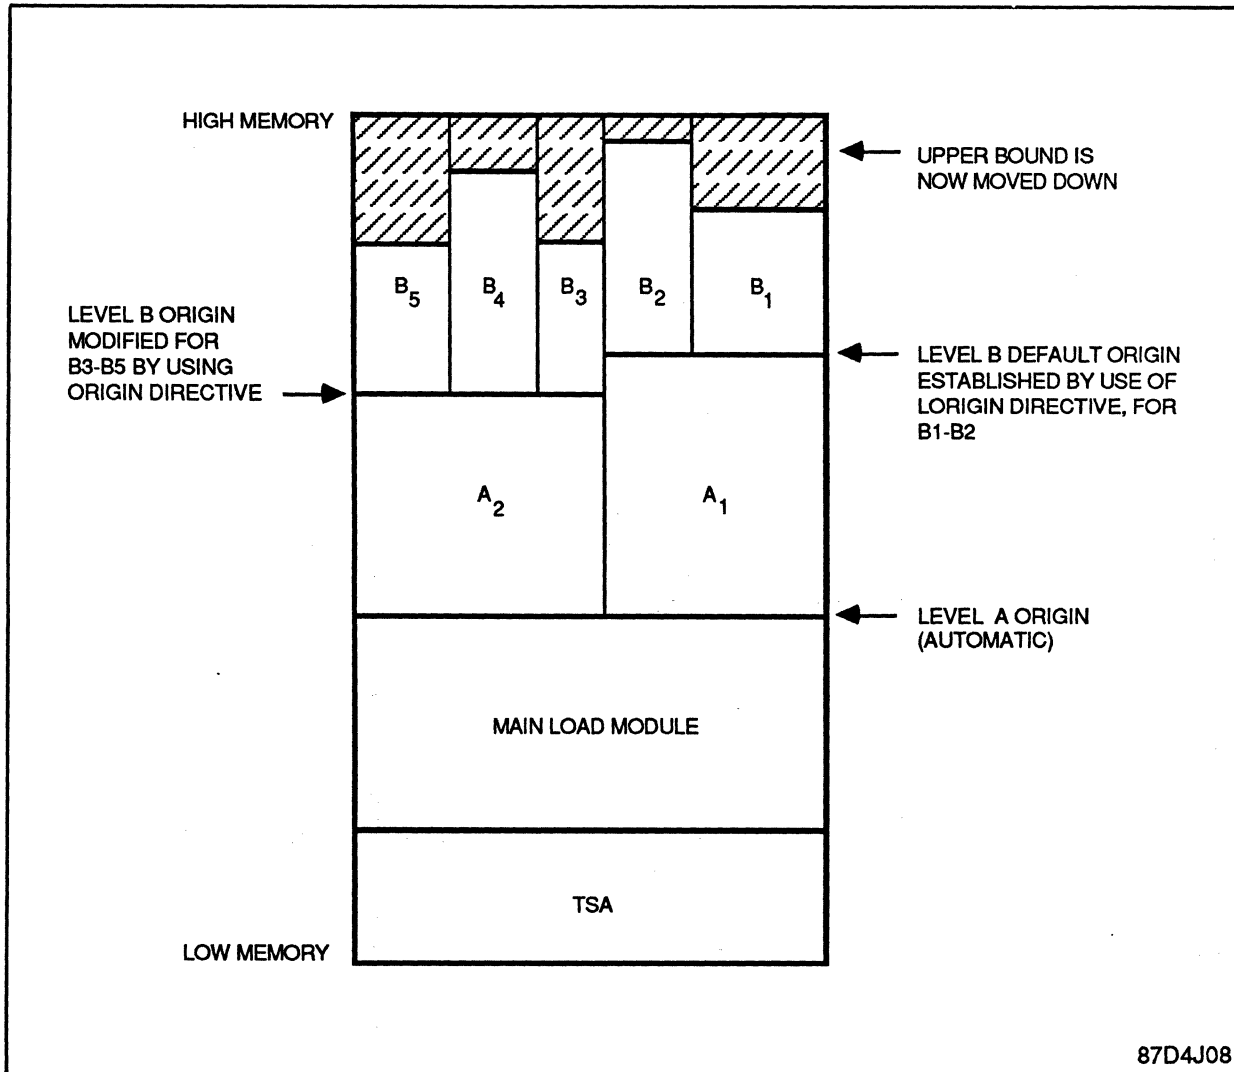 HIGH MEMORY
UPPER BOUND IS
NOW MOVED DOWN
B5
B4
B3
B2
B1
LEVEL B ORIGIN
MODIFIED FOR
B3-B5 BY USING
ORIGIN DIRECTIVE
LEVEL B DEFAULT ORIGIN
ESTABLISHED BY USE OF
LORIGIN DIRECTIVE, FOR
B1-B2
A2
A1
LEVEL A ORIGIN
(AUTOMATIC)
MAIN LOAD MODULE
TSA
LOW MEMORY
87D4J08